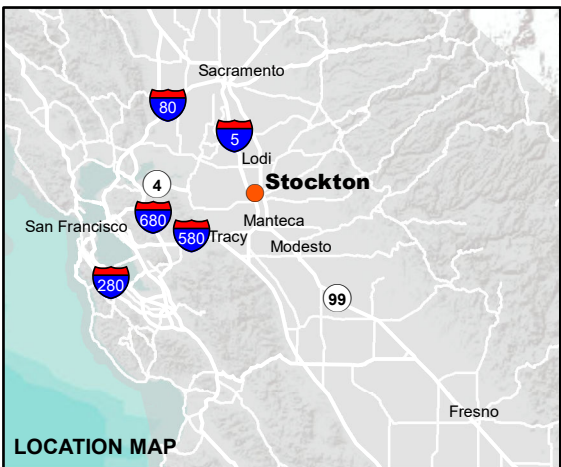 Sacramento
80
5
Lodi
4
Stockton
680
San Francisco
Manteca
580
Tracy
Modesto
280
99
Fresno
LOCATION MAP